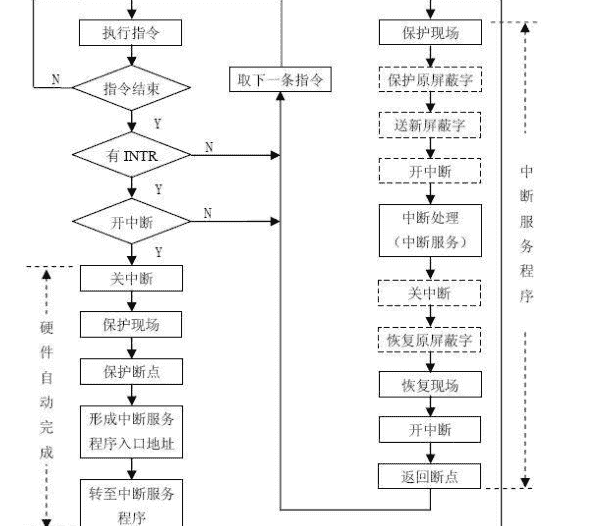 执行指令
N
指令结束
取下一条指令
Y
有 INTR
N
Y
开中断
N
Y
关中断
保护现场
保护断点
形成中断服务
程序入口地址
转至中断服务
程序
硬件自动完成
保护现场
保护原屏蔽字
送新屏蔽字
开中断
中断处理
（中断服务）
关中断
恢复原屏蔽字
恢复现场
开中断
返回断点
中断服务程序